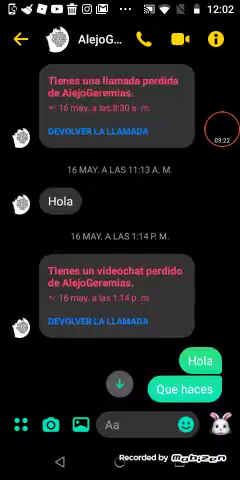 12:02
AlejoG...
Tienes una llamada perdida
de AlejoGeremias.
16 may. a las 8:30 a. m.
DEVOLVER LA LLAMADA
03:22
16 MAY. A LAS 11:13 A. M.
Hola
16 MAY. A LAS 1:14 P. M.
Tienes un videochat perdido
de AlejoGeremias.
16 may. a las 1:14 p. m.
DEVOLVER LA LLAMADA
Hola
Que haces
Aa
Recorded by Mobizen